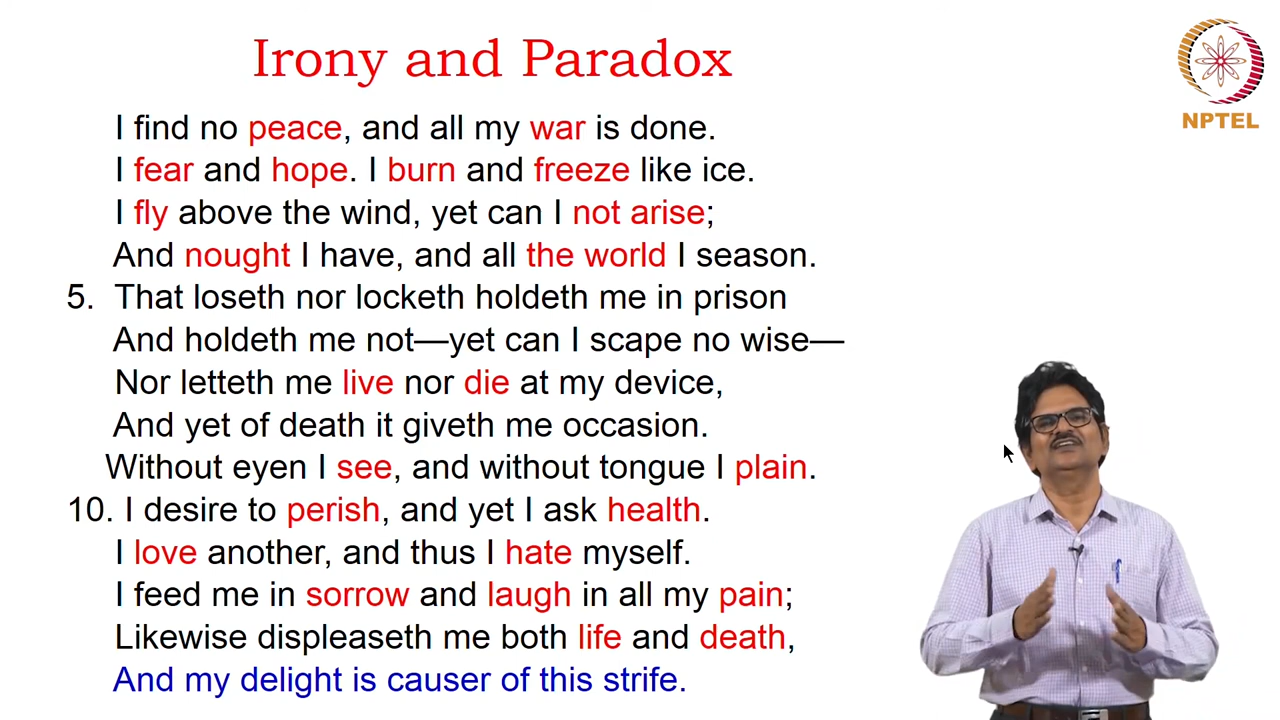 Irony and Paradox
NPTEL
I find no peace, and all my war is done.
I fear and hope. I burn and freeze like ice.
I fly above the wind, yet can I not arise;
And nought I have, and all the world I season.
5. That loseth nor locketh holdeth me in prison
And holdeth me not—yet can I scape no wise—
Nor letteth me live nor die at my device,
And yet of death it giveth me occasion.
Without eyen I see, and without tongue I plain.
10. I desire to perish, and yet I ask health.
I love another, and thus I hate myself.
I feed me in sorrow and laugh in all my pain;
Likewise displeaseth me both life and death,
And my delight is causer of this strife.